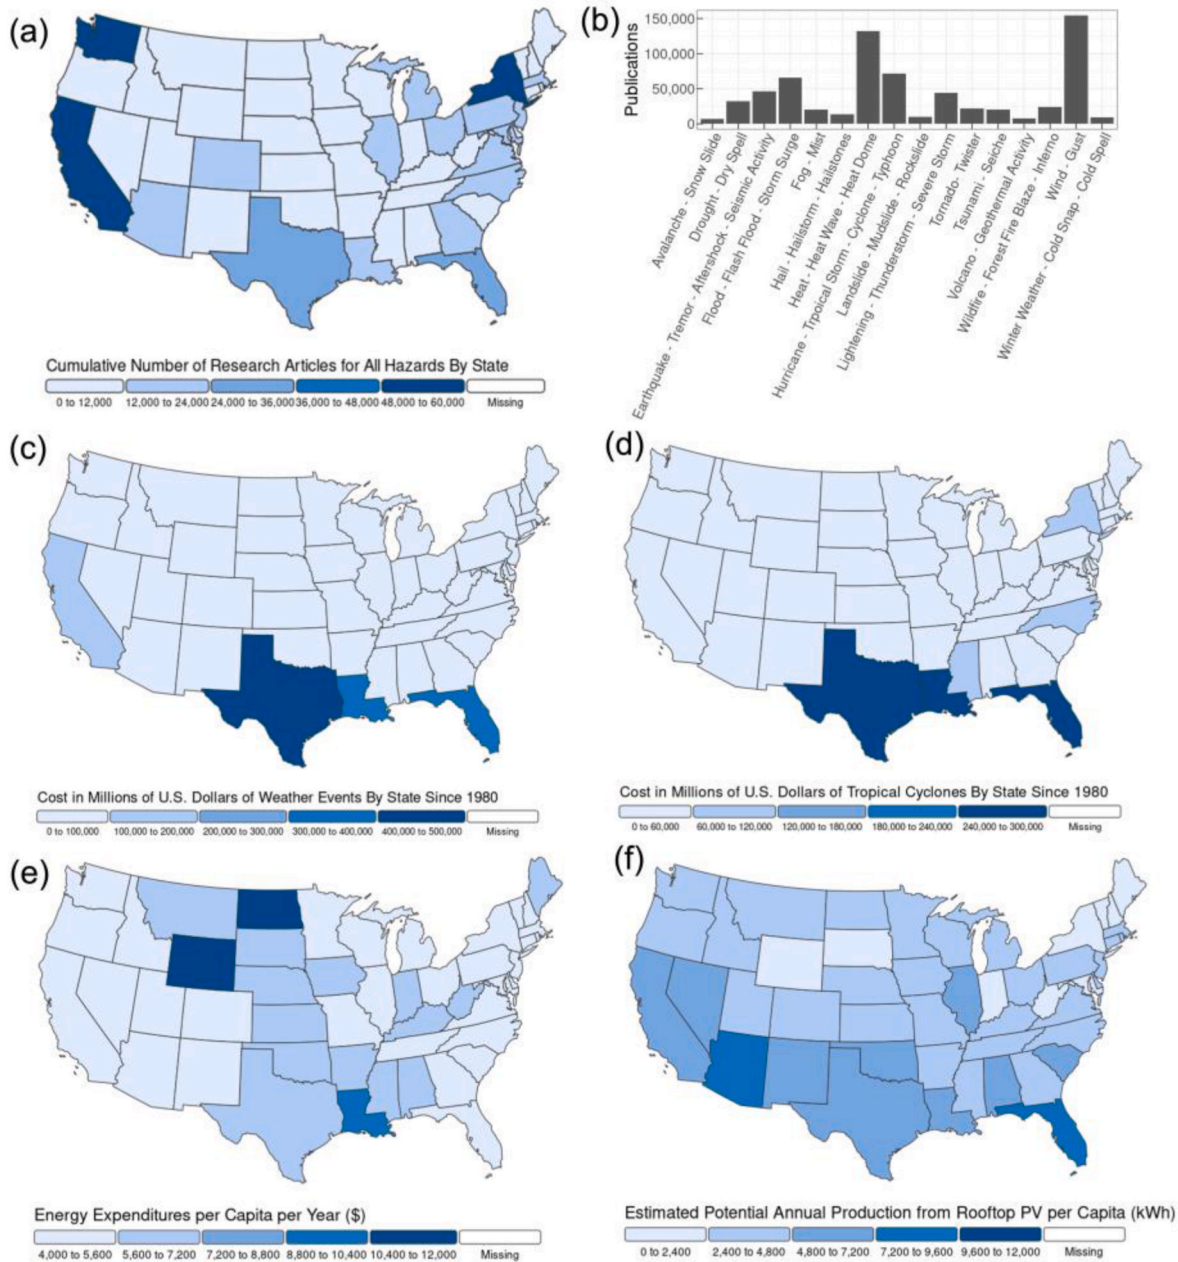 (a)
Cumulative Number of Research Articles for All Hazards By State
0 to 12,000 12,000 to 24,000 24,000 to 36,000 36,000 to 48,000 48,000 to 60,000 Missing
(b)
Publications
150,000
100,000
50,000
0
Avalanche - Snow Slide
Drought - Dry Spell
Earthquake - Tremor - Aftershock - Seismic Activity
Flood - Flash Flood - Storm Surge
Fog - Mist
Hail - Hailstorm - Hailstones
Heat - Heat Wave - Heat Dome
Hurricane - Trpoical Storm - Cyclone - Typhoon
Landslide - Mudslide - Rockslide
Lightening - Thunderstorm - Severe Storm
Tornado- Twister
Tsunami - Seiche
Volcano - Geothermal Activity
Wildfire - Forest Fire Blaze - Inferno
Wind - Gust
Winter Weather - Cold Snap - Cold Spell
(c)
Cost in Millions of U.S. Dollars of Weather Events By State Since 1980
0 to 100,000 100,000 to 200,000 200,000 to 300,000 300,000 to 400,000 400,000 to 500,000 Missing
(d)
Cost in Millions of U.S. Dollars of Tropical Cyclones By State Since 1980
0 to 60,000 60,000 to 120,000 120,000 to 180,000 180,000 to 240,000 240,000 to 300,000 Missing
(e)
Energy Expenditures per Capita per Year ($)
4,000 to 5,600 5,600 to 7,200 7,200 to 8,800 8,800 to 10,400 10,400 to 12,000 Missing
(f)
Estimated Potential Annual Production from Rooftop PV per Capita (kWh)
0 to 2,400 2,400 to 4,800 4,800 to 7,200 7,200 to 9,600 9,600 to 12,000 Missing